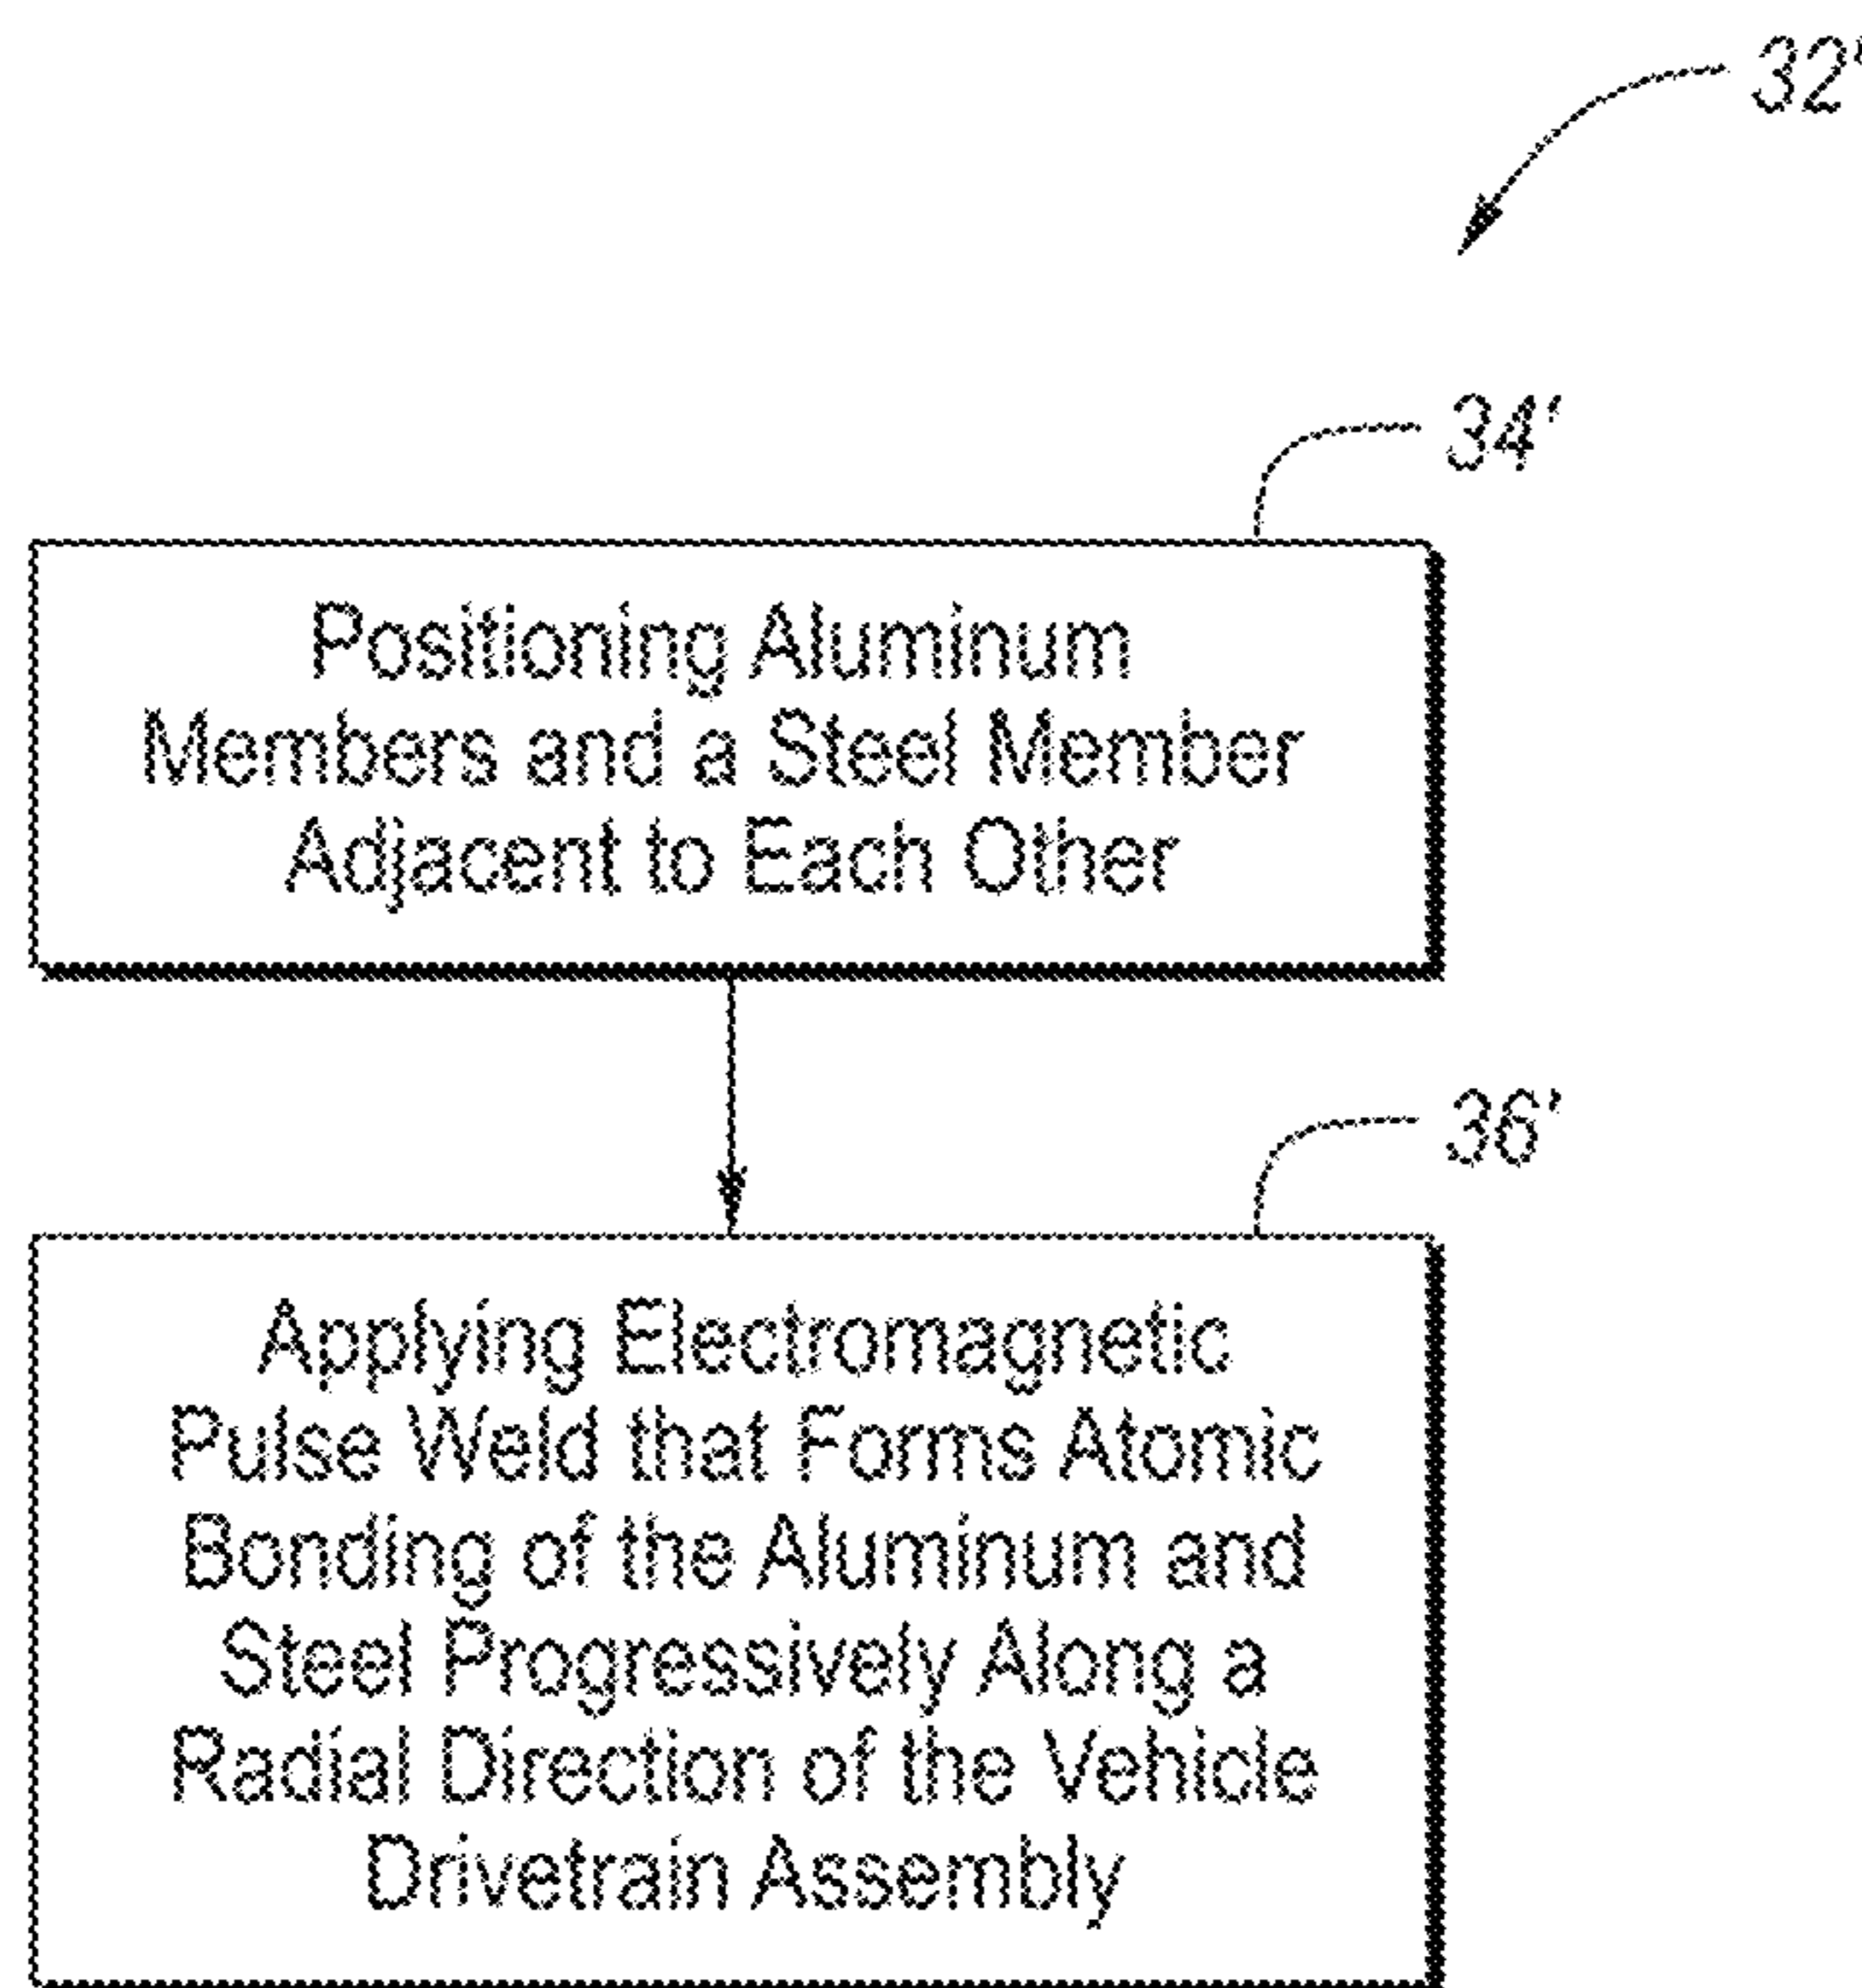 32'
34'
Positioning Aluminum
Members and a Steel Member
Adjacent to Each Other
36'
Applying Electromagnetic
Pulse Weld that Forms Atomic
Bonding of the Aluminum and
Steel Progressively Along a
Radial Direction of the Vehicle
Drivetrain Assembly